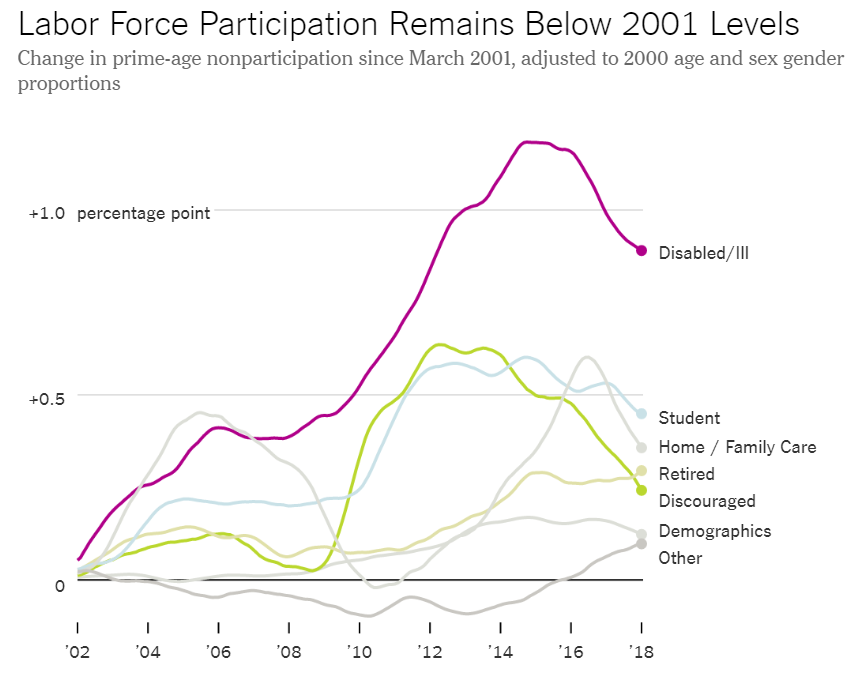 Labor Force Participation Remains Below 2001 Levels
Change in prime-age nonparticipation since March 2001, adjusted to 2000 age and sex gender
proportions
+1.0 percentage point
Disabled/Ill
+0.5
Student
Home / Family Care
Retired
Discouraged
Demographics
Other
0
’02 ’04 ’06 ’08 ’10 ’12 ’14 ’16 ’18